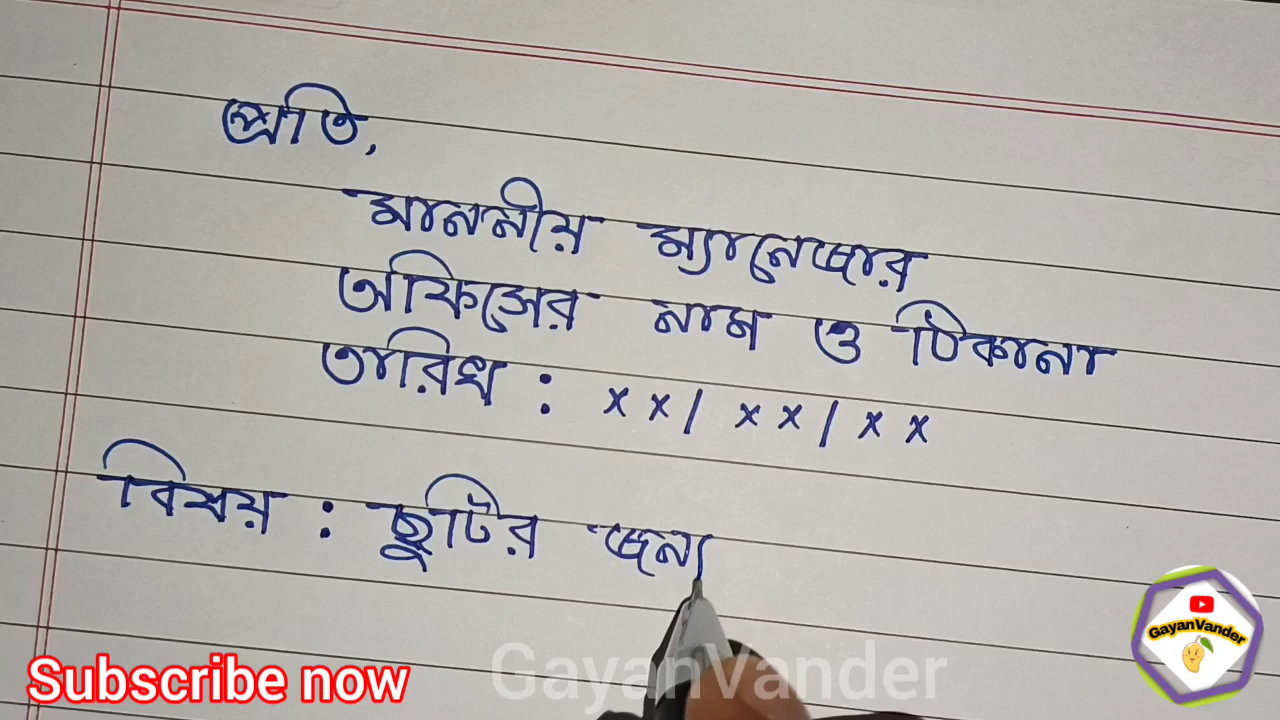 প্রতি,
মাননীয় ম্যানেজার
অফিসের নাম ও ঠিকানা
তারিখ : xx/xx/xx
বিষয় : ছুটির জন্য
GayanVander
Subscribe now
GayanVander